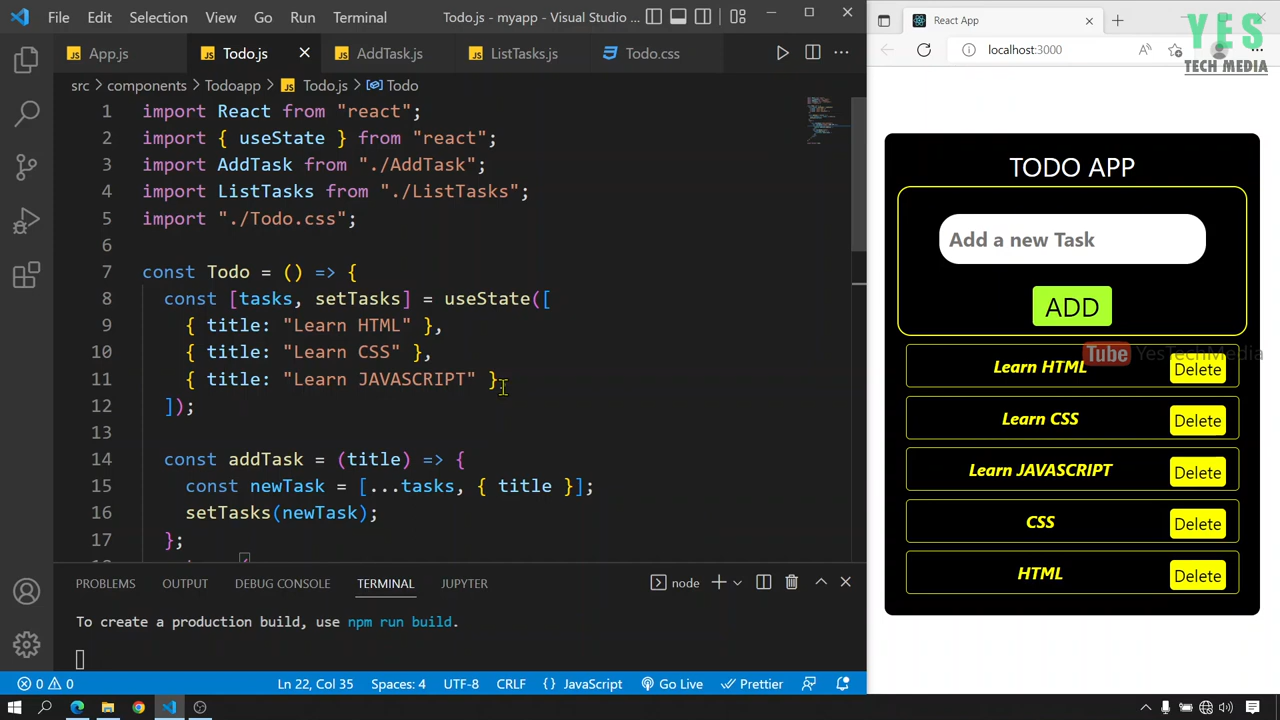 File Edit Selection View Go Run Terminal Todo.js - myapp - Visual Studio ...
App.js Todo.js AddTask.js ListTasks.js Todo.css
src > components > Todoapp > Todo.js > Todo
1 import React from "react";
2 import { useState } from "react";
3 import AddTask from "./AddTask";
4 import ListTasks from "./ListTasks";
5 import "./Todo.css";
6
7 const Todo = () => {
8 const [tasks, setTasks] = useState([
9 { title: "Learn HTML" },
10 { title: "Learn CSS" },
11 { title: "Learn JAVASCRIPT" }
12 ]);
13
14 const addTask = (title) => {
15 const newTask = [...tasks, { title }];
16 setTasks(newTask);
17 };
PROBLEMS OUTPUT DEBUG CONSOLE TERMINAL JUPYTER node
To create a production build, use npm run build.
0 0 Ln 22, Col 35 Spaces: 4 UTF-8 CRLF {} JavaScript Go Live Prettier
React App
localhost:3000
YES
TECH MEDIA
TODO APP
Add a new Task
ADD
Tube YesTechMedia
Learn HTML Delete
Learn CSS Delete
Learn JAVASCRIPT Delete
CSS Delete
HTML Delete